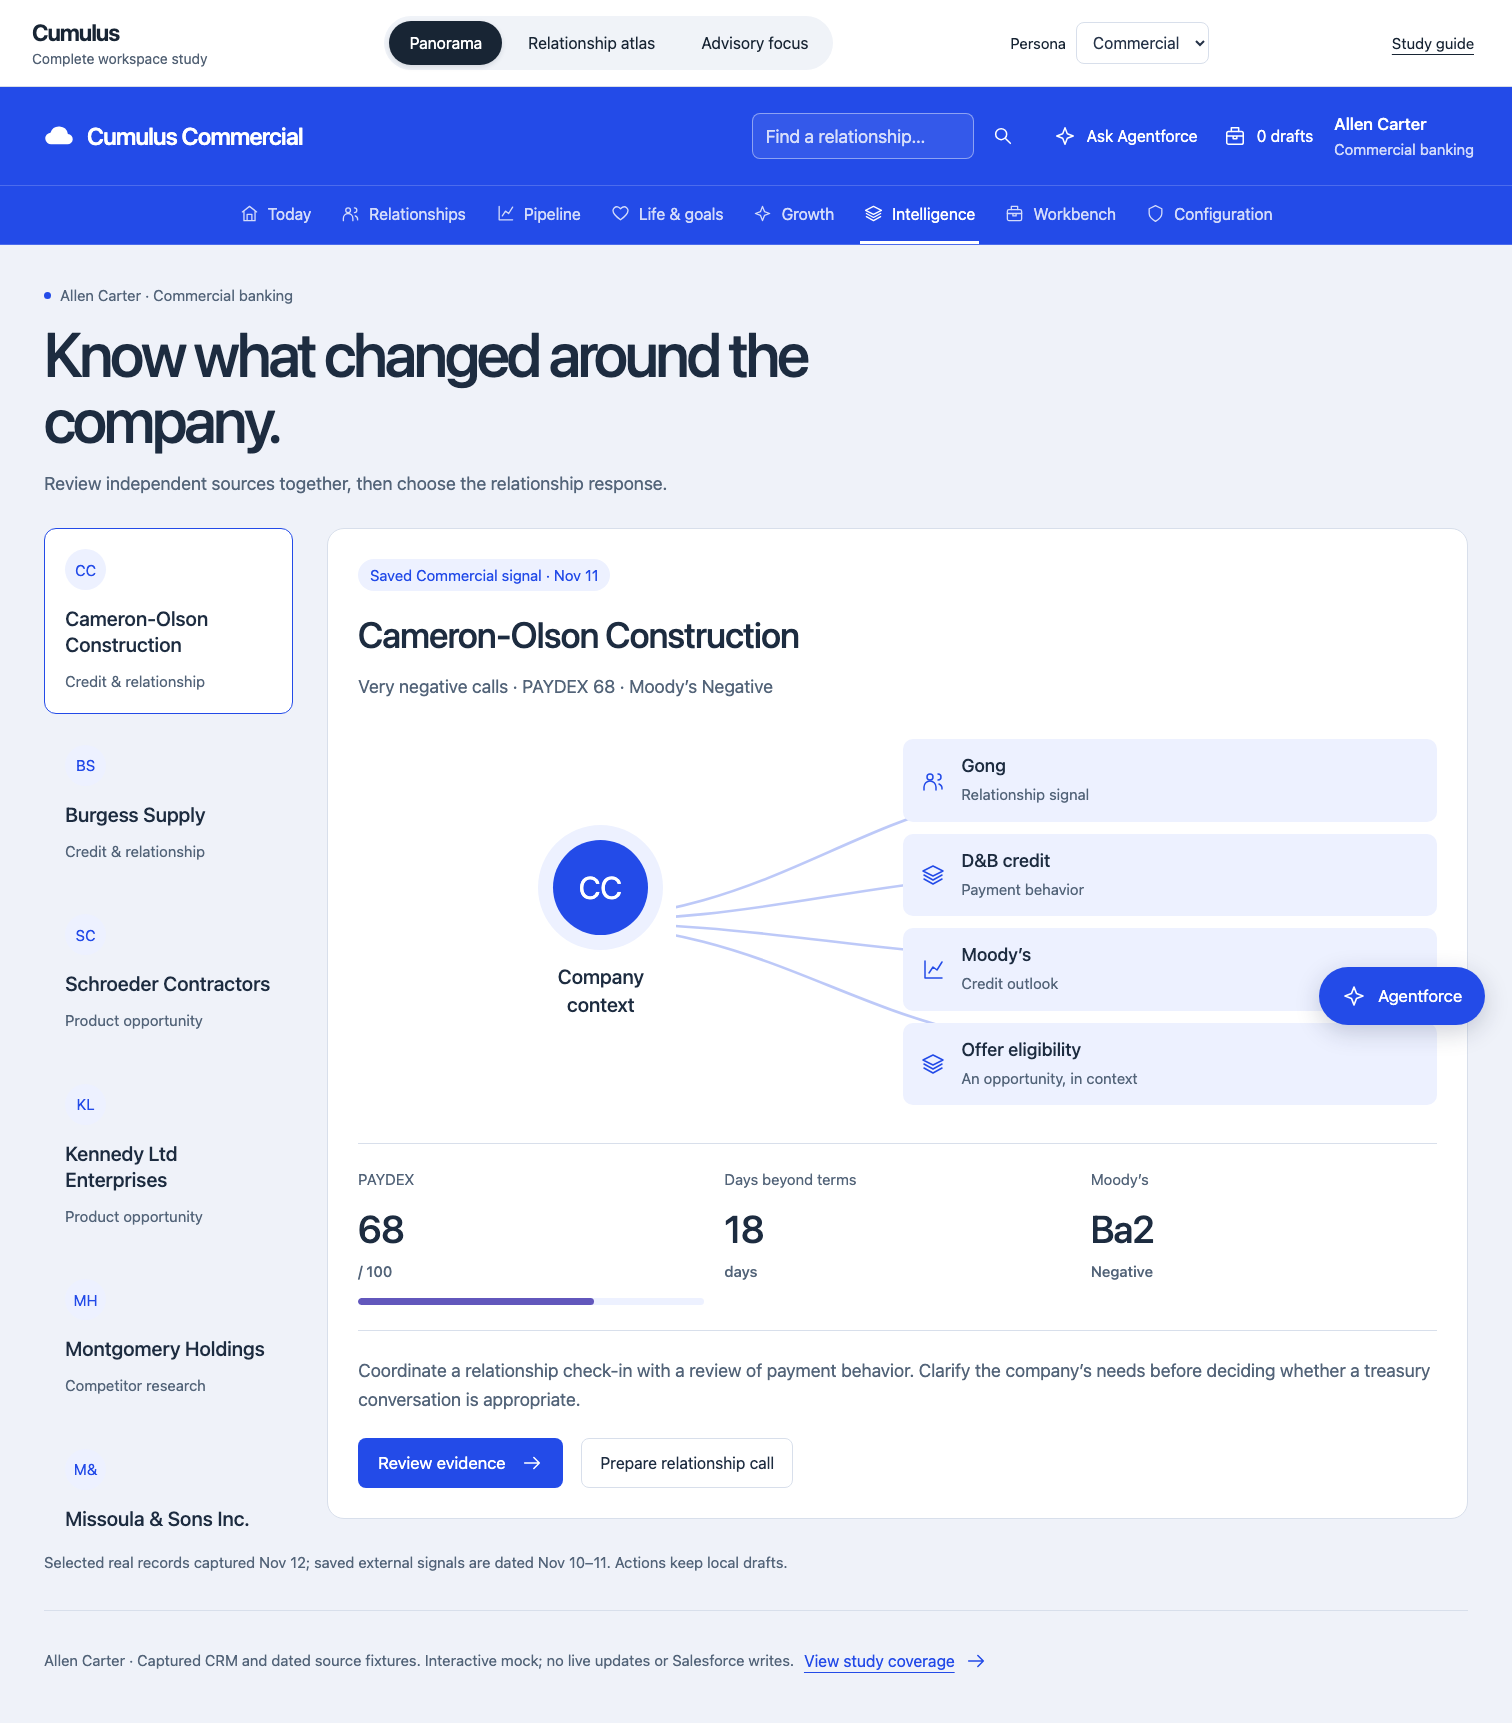 Cumulus
Complete workspace study
Panorama
Relationship atlas
Advisory focus
Persona
Commercial
Study guide
Cumulus Commercial
Find a relationship...
Ask Agentforce
0 drafts
Allen Carter
Commercial banking
Today
Relationships
Pipeline
Life & goals
Growth
Intelligence
Workbench
Configuration
Allen Carter · Commercial banking
Know what changed around the
company.
Review independent sources together, then choose the relationship response.
CC
Cameron-Olson
Construction
Credit & relationship
BS
Burgess Supply
Credit & relationship
SC
Schroeder Contractors
Product opportunity
KL
Kennedy Ltd
Enterprises
Product opportunity
MH
Montgomery Holdings
Competitor research
M&
Missoula & Sons Inc.
Saved Commercial signal · Nov 11
Cameron-Olson Construction
Very negative calls · PAYDEX 68 · Moody’s Negative
CC
Company
context
Gong
Relationship signal
D&B credit
Payment behavior
Moody’s
Credit outlook
Offer eligibility
An opportunity, in context
Agentforce
PAYDEX
68
/ 100
Days beyond terms
18
days
Moody’s
Ba2
Negative
Coordinate a relationship check-in with a review of payment behavior. Clarify the company’s needs before deciding whether a treasury
conversation is appropriate.
Review evidence
Prepare relationship call
Selected real records captured Nov 12; saved external signals are dated Nov 10–11. Actions keep local drafts.
Allen Carter · Captured CRM and dated source fixtures. Interactive mock; no live updates or Salesforce writes. View study coverage